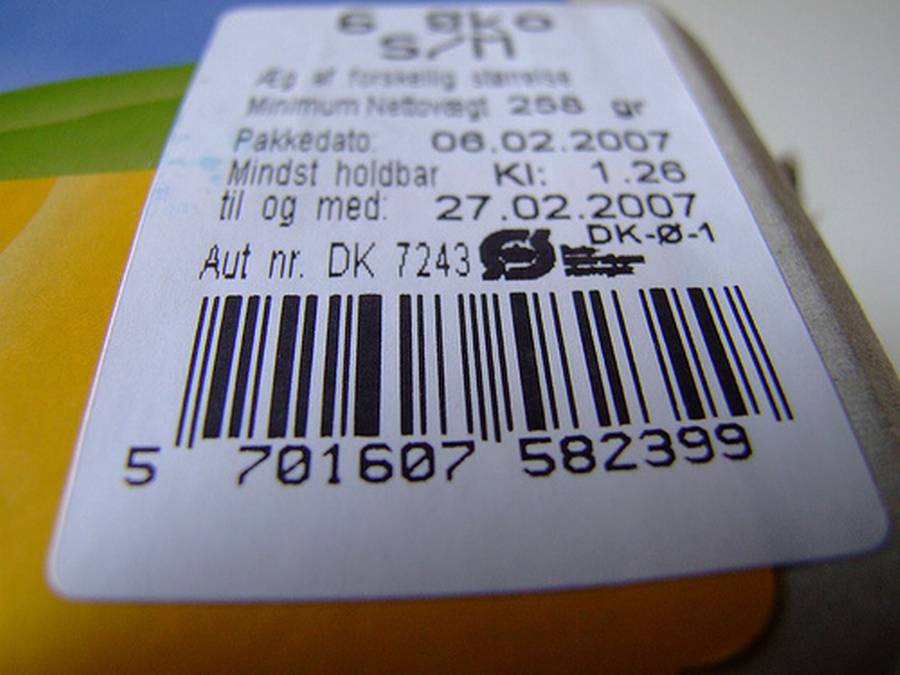 6 øko
S/M
Æg af forskellig størrelse
Minimum Nettovægt 258 gr
Pakkedato: 06.02.2007
Mindst holdbar Kl: 1.26
til og med: 27.02.2007
Aut nr. DK 7243 Ø DK-Ø-1
5 701607 582399